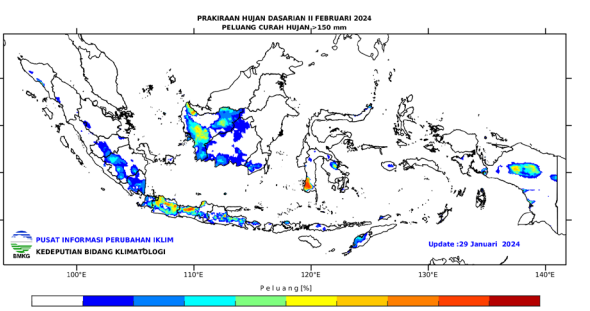 PRAKIRAAN HUJAN DASARIAN II FEBRUARI 2024
PELUANG CURAH HUJAN >150 mm
PUSAT INFORMASI PERUBAHAN IKLIM
KEDEPUTIAN BIDANG KLIMATOLOGI
BMKG
Update :29 Januari 2024
100°E 110°E 120°E 130°E 140°E
Peluang[%]